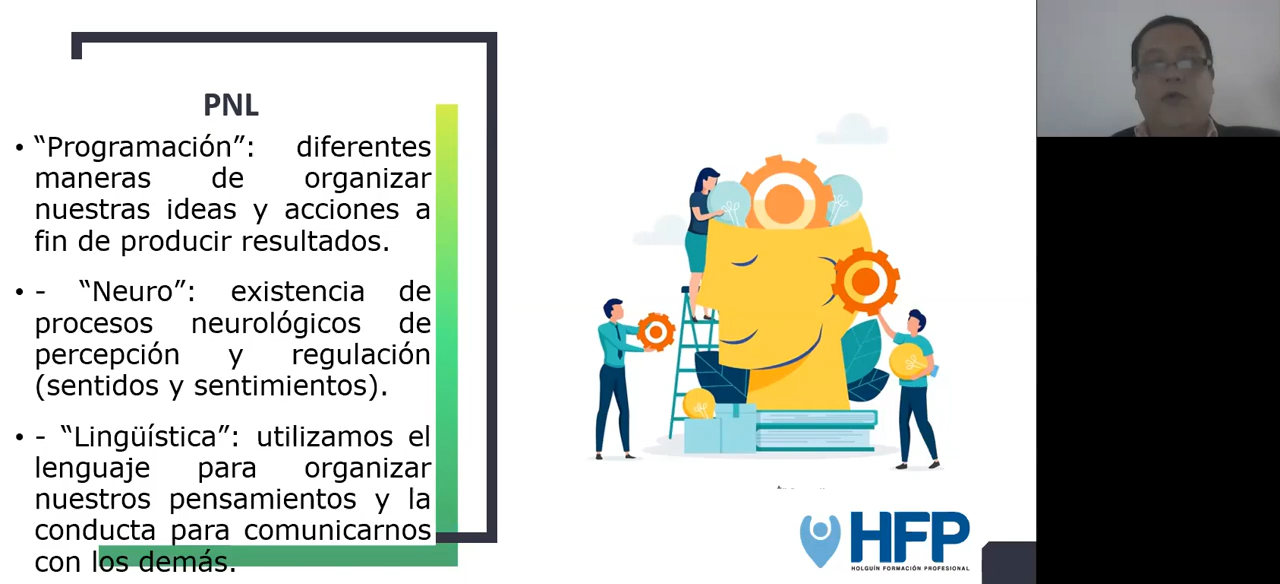 PNL
• “Programación”: diferentes
maneras de organizar
nuestras ideas y acciones a
fin de producir resultados.
• - “Neuro”: existencia de
procesos neurológicos de
percepción y regulación
(sentidos y sentimientos).
• - “Lingüística”: utilizamos el
lenguaje para organizar
nuestros pensamientos y la
conducta para comunicarnos
con los demás.
HFP
HOLGUÍN FORMACIÓN PROFESIONAL